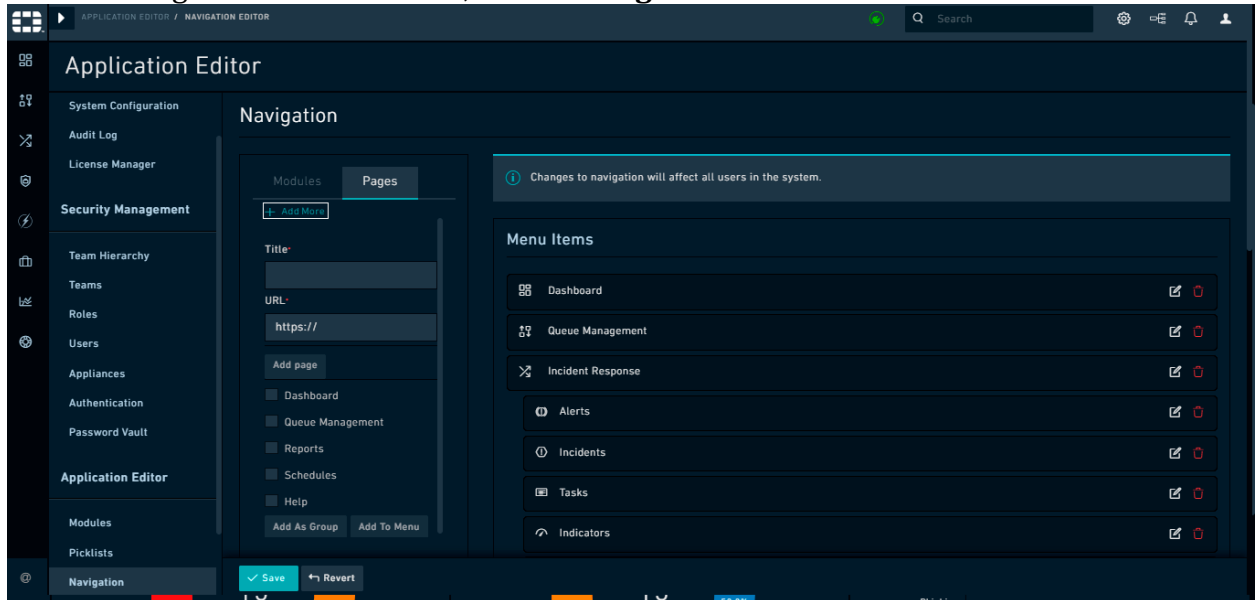 APPLICATION EDITOR / NAVIGATION EDITOR
Search
Application Editor
System Configuration
Audit Log
License Manager
Security Management
Team Hierarchy
Teams
Roles
Users
Appliances
Authentication
Password Vault
Application Editor
Modules
Picklists
Navigation
@
Navigation
Modules Pages
+ Add More
Title*
URL*
https://
Add page
Dashboard
Queue Management
Reports
Schedules
Help
Add As Group Add To Menu
Changes to navigation will affect all users in the system.
Menu Items
Dashboard
Queue Management
Incident Response
Alerts
Incidents
Tasks
Indicators
Save Revert